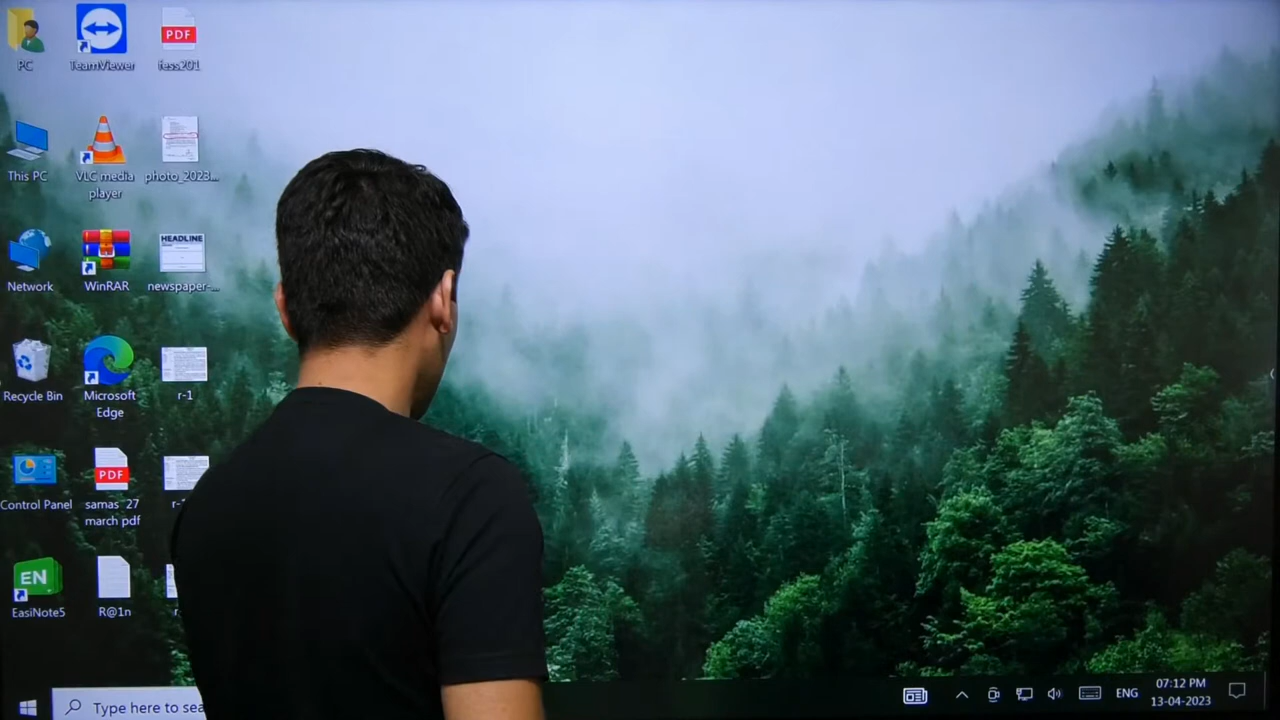 PC
TeamViewer
PDF
fess201
This PC
VLC media
player
photo_2023...
Network
WinRAR
HEADLINE
newspaper-...
Recycle Bin
Microsoft
Edge
r-1
Control Panel
PDF
samas 27
march pdf
EN
EasiNote5
R@1n
Type here to sea
ENG
07:12 PM
13-04-2023